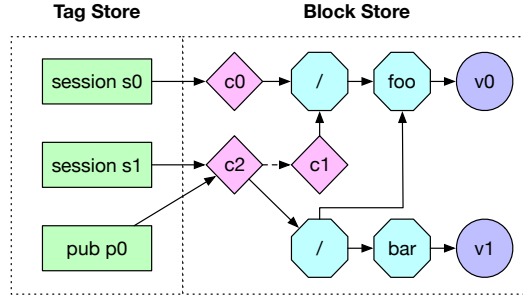 Tag Store
Block Store
session s0
c0
/
foo
v0
session s1
c2
c1
pub p0
/
bar
v1